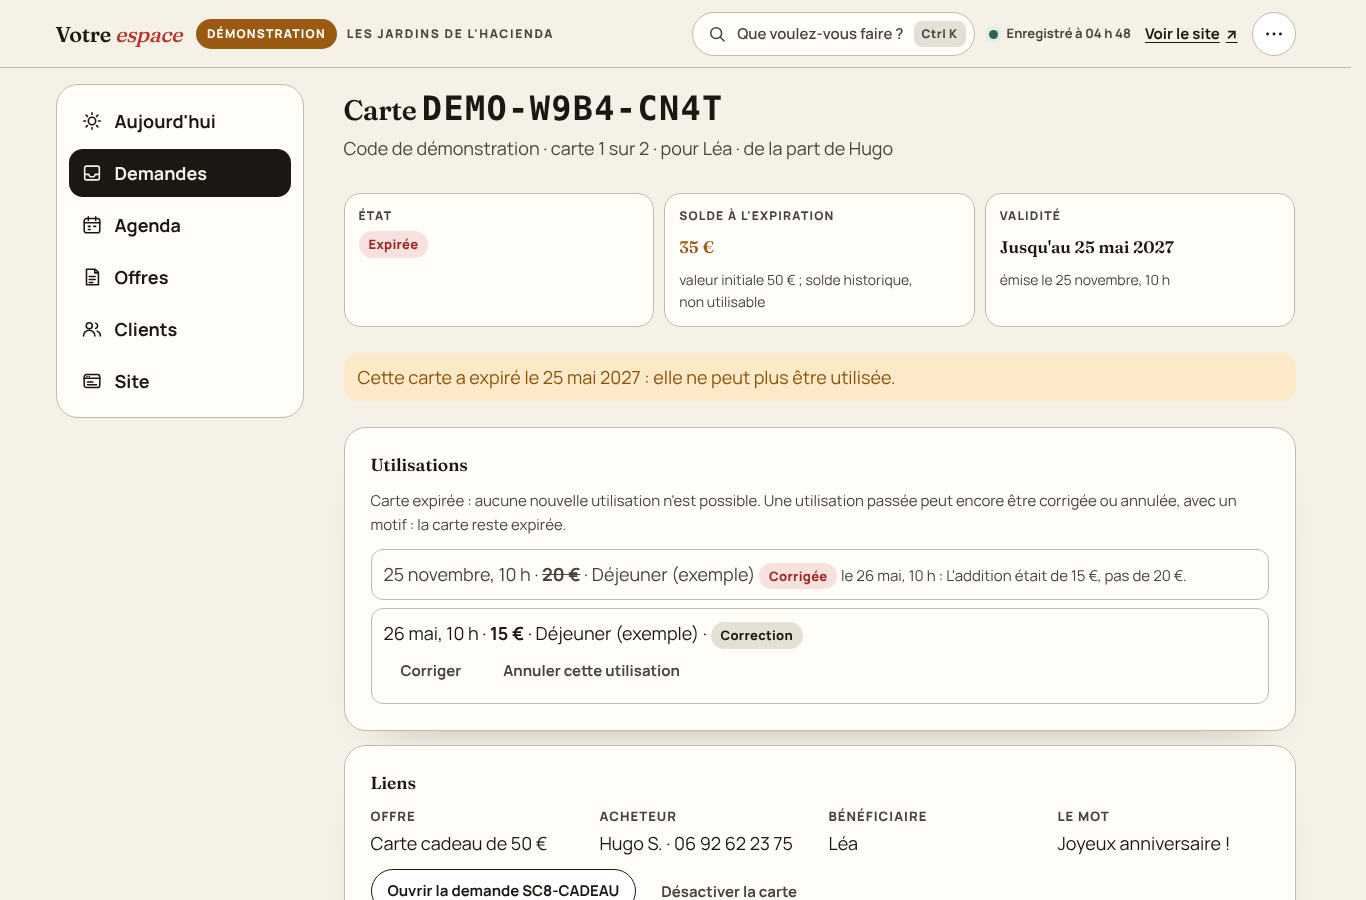 Votre espace DÉMONSTRATION LES JARDINS DE L'HACIENDA Que voulez-vous faire ? Ctrl K Enregistré à 04 h 48 Voir le site
Aujourd'hui
Demandes
Agenda
Offres
Clients
Site
Carte DEMO-W9B4-CN4T
Code de démonstration · carte 1 sur 2 · pour Léa · de la part de Hugo
ÉTAT
Expirée
SOLDE À L'EXPIRATION
35 €
valeur initiale 50 € ; solde historique,
non utilisable
VALIDITÉ
Jusqu'au 25 mai 2027
émise le 25 novembre, 10 h
Cette carte a expiré le 25 mai 2027 : elle ne peut plus être utilisée.
Utilisations
Carte expirée : aucune nouvelle utilisation n'est possible. Une utilisation passée peut encore être corrigée ou annulée, avec un
motif : la carte reste expirée.
25 novembre, 10 h · 20 € · Déjeuner (exemple) Corrigée le 26 mai, 10 h : L'addition était de 15 €, pas de 20 €.
26 mai, 10 h · 15 € · Déjeuner (exemple) · Correction
Corriger Annuler cette utilisation
Liens
OFFRE
Carte cadeau de 50 €
ACHETEUR
Hugo S. · 06 92 62 23 75
BÉNÉFICIAIRE
Léa
LE MOT
Joyeux anniversaire !
Ouvrir la demande SC8-CADEAU Désactiver la carte